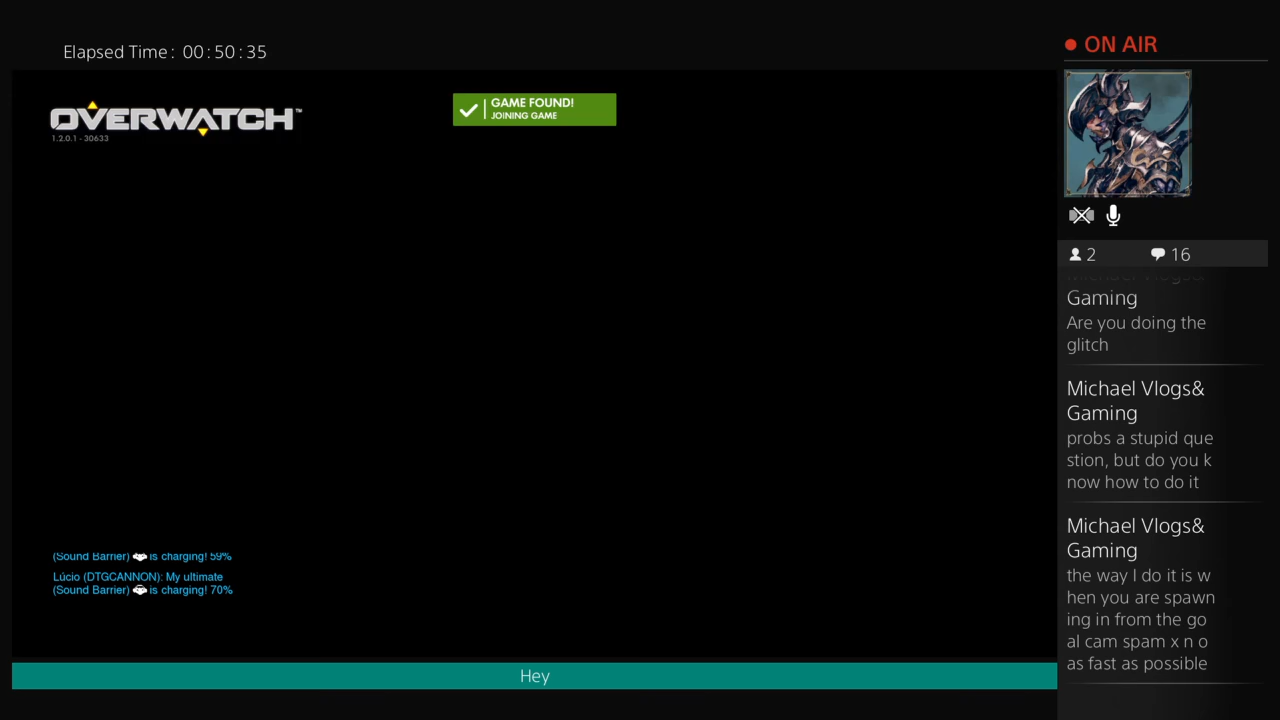 Elapsed Time: 00:50:35
OVERWATCH™
1.2.0.1 - 30633
GAME FOUND!
JOINING GAME
(Sound Barrier) is charging! 59%
Lúcio (DTGCANNON): My ultimate
(Sound Barrier) is charging! 70%
Hey
ON AIR
2 16
Michael Vlogs&
Gaming
Are you doing the
glitch
Michael Vlogs&
Gaming
probs a stupid que
stion, but do you k
now how to do it
Michael Vlogs&
Gaming
the way I do it is w
hen you are spawn
ing in from the go
al cam spam x n o
as fast as possible